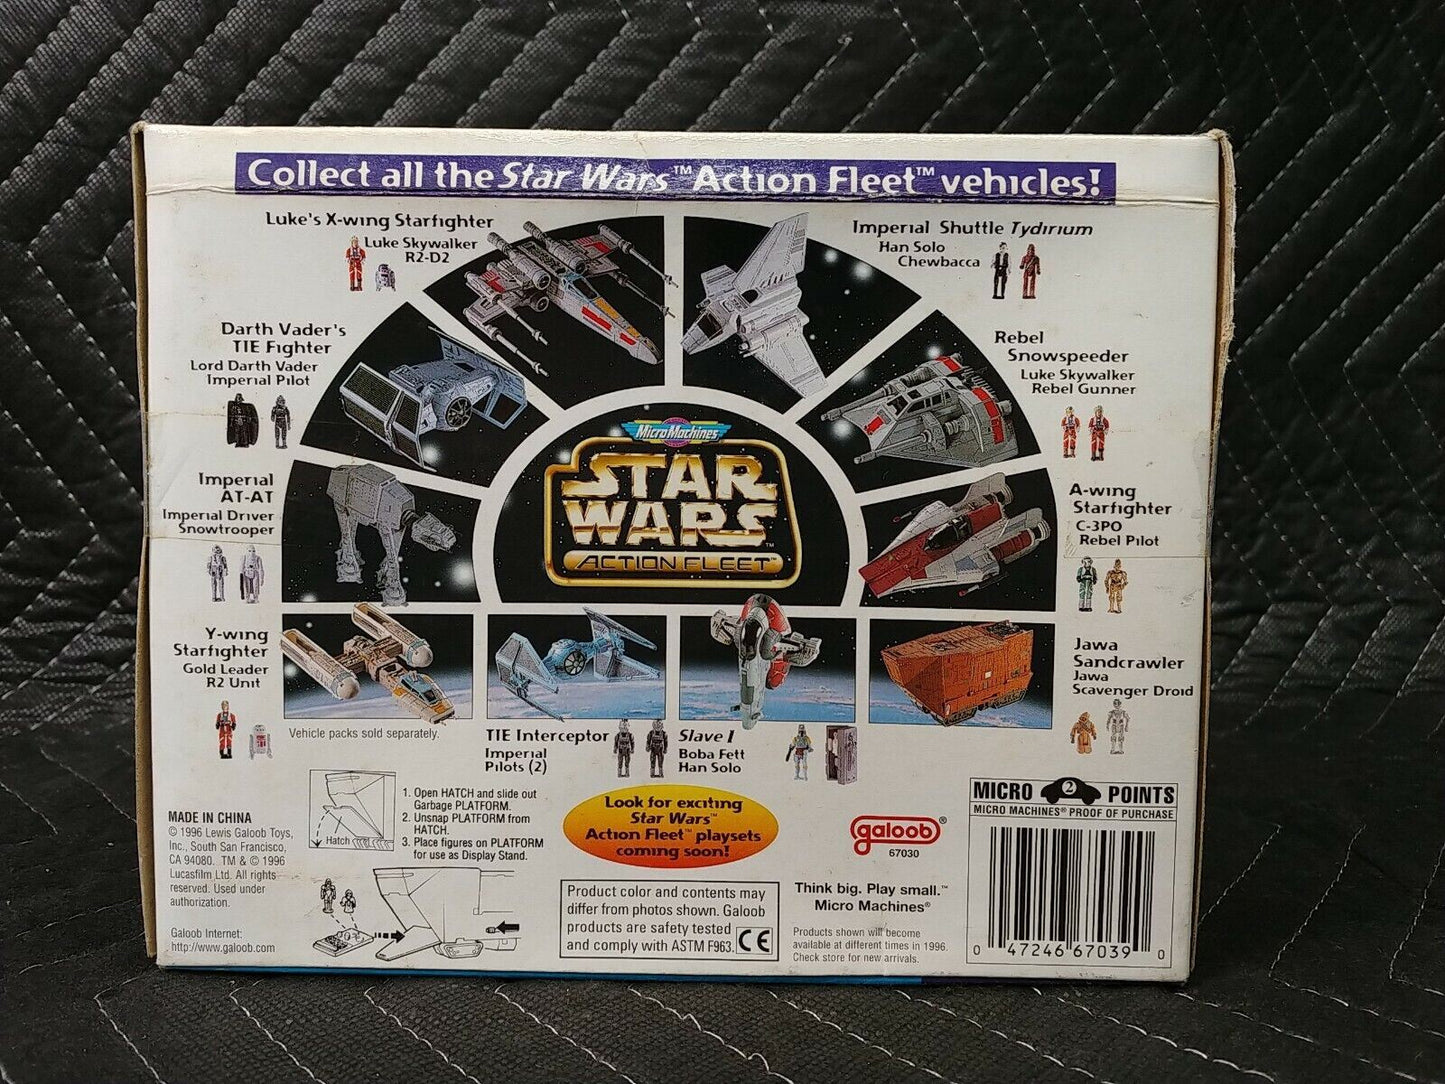 Collect all the Star Wars™ Action Fleet™ vehicles!
Luke's X-wing Starfighter
Luke Skywalker
R2-D2
Imperial Shuttle Tydirium
Han Solo
Chewbacca
Darth Vader's
TIE Fighter
Lord Darth Vader
Imperial Pilot
Rebel
Snowspeeder
Luke Skywalker
Rebel Gunner
MicroMachines
STAR
WARS™
ACTION FLEET™
Imperial
AT-AT
Imperial Driver
Snowtrooper
A-wing
Starfighter
C-3PO
Rebel Pilot
Y-wing
Starfighter
Gold Leader
R2 Unit
Jawa
Sandcrawler
Jawa
Scavenger Droid
Vehicle packs sold separately.
TIE Interceptor
Imperial
Pilots (2)
Slave I
Boba Fett
Han Solo
MADE IN CHINA
© 1996 Lewis Galoob Toys,
Inc., South San Francisco,
CA 94080. TM & © 1996
Lucasfilm Ltd. All rights
reserved. Used under
authorization.
Galoob Internet:
http://www.galoob.com
Hatch
1. Open HATCH and slide out
Garbage PLATFORM.
2. Unsnap PLATFORM from
HATCH.
3. Place figures on PLATFORM
for use as Display Stand.
Look for exciting
Star Wars™
Action Fleet™ playsets
coming soon!
Product color and contents may
differ from photos shown. Galoob
products are safety tested
and comply with ASTM F963. CE
galoob®
67030
Think big. Play small.™
Micro Machines®
Products shown will become
available at different times in 1996.
Check store for new arrivals.
MICRO 2 POINTS
MICRO MACHINES® PROOF OF PURCHASE
0 47246 67039 0